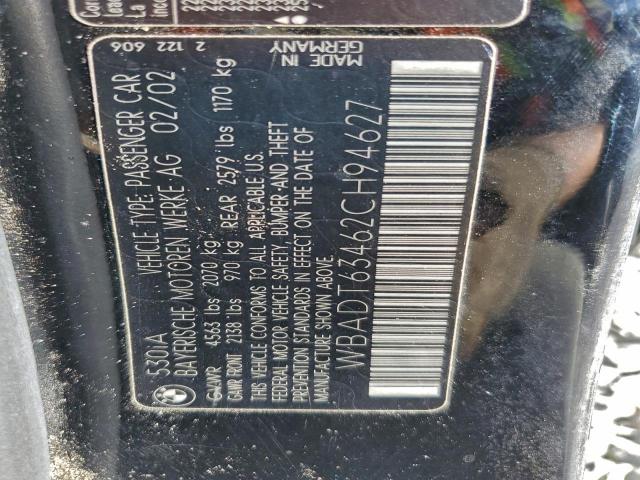 530iA VEHICLE-TYPE: PASSENGER CAR
BAYERISCHE MOTOREN WERKE AG 02/02
GVWR 4563 lbs 2070 kg
GAWR FRONT 2138 lbs 970 kg REAR 2579 lbs 1170 kg
THIS VEHICLE CONFORMS TO ALL APPLICABLE U.S.
FEDERAL MOTOR VEHICLE SAFETY, BUMPER AND THEFT
PREVENTION STANDARDS IN EFFECT ON THE DATE OF
MANUFACTURE SHOWN ABOVE.
WBADT63462CH94627
MADE IN
GERMANY
2 122 606